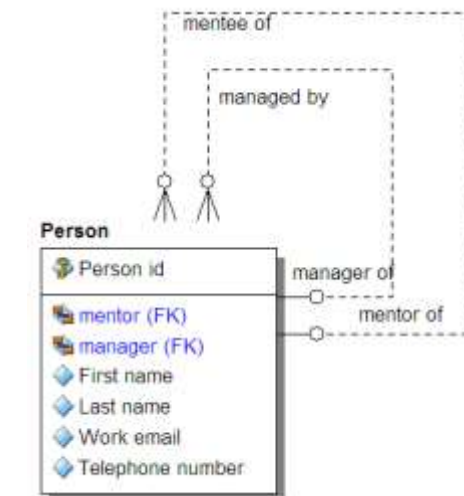 mentee of
managed by
Person
Person id
manager of
mentor of
mentor (FK)
manager (FK)
First name
Last name
Work email
Telephone number